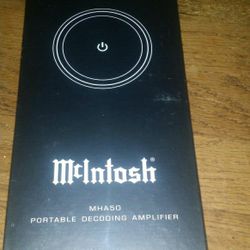 McIntosh®
MHA50
PORTABLE DECODING AMPLIFIER